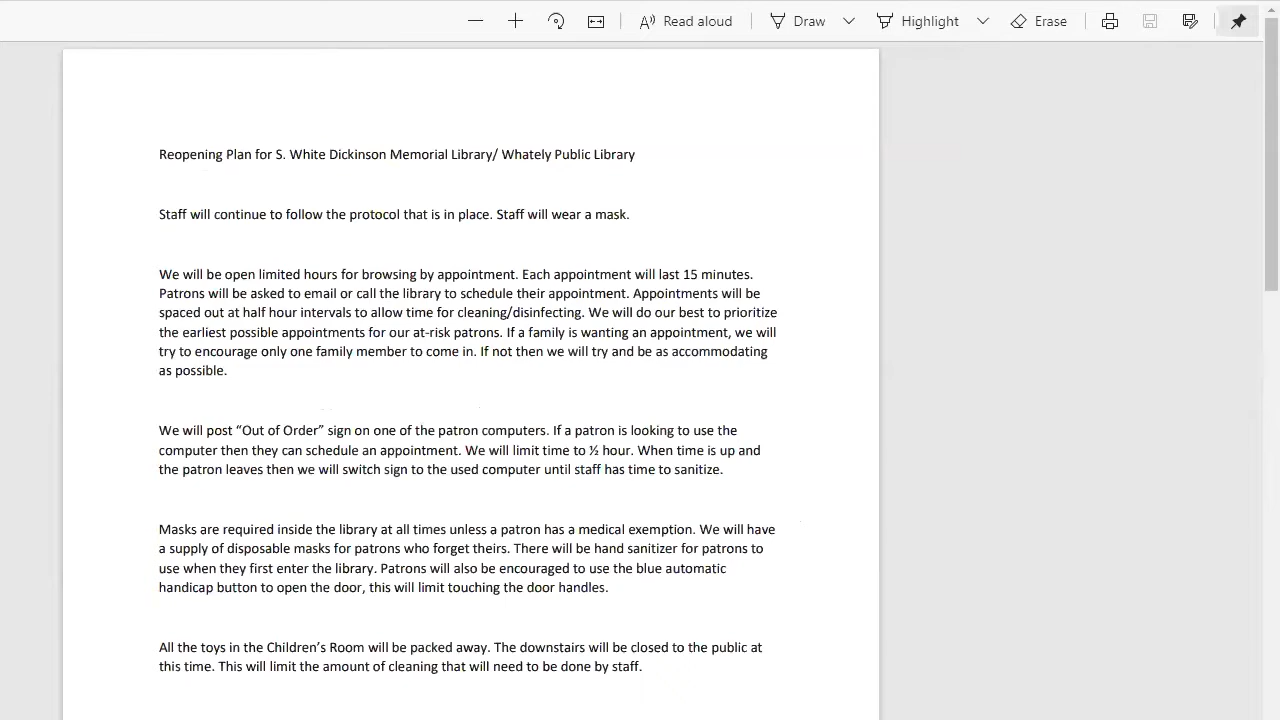 Read aloud Draw Highlight Erase
Reopening Plan for S. White Dickinson Memorial Library/ Whately Public Library
Staff will continue to follow the protocol that is in place. Staff will wear a mask.
We will be open limited hours for browsing by appointment. Each appointment will last 15 minutes.
Patrons will be asked to email or call the library to schedule their appointment. Appointments will be
spaced out at half hour intervals to allow time for cleaning/disinfecting. We will do our best to prioritize
the earliest possible appointments for our at-risk patrons. If a family is wanting an appointment, we will
try to encourage only one family member to come in. If not then we will try and be as accommodating
as possible.
We will post “Out of Order” sign on one of the patron computers. If a patron is looking to use the
computer then they can schedule an appointment. We will limit time to ½ hour. When time is up and
the patron leaves then we will switch sign to the used computer until staff has time to sanitize.
Masks are required inside the library at all times unless a patron has a medical exemption. We will have
a supply of disposable masks for patrons who forget theirs. There will be hand sanitizer for patrons to
use when they first enter the library. Patrons will also be encouraged to use the blue automatic
handicap button to open the door, this will limit touching the door handles.
All the toys in the Children’s Room will be packed away. The downstairs will be closed to the public at
this time. This will limit the amount of cleaning that will need to be done by staff.